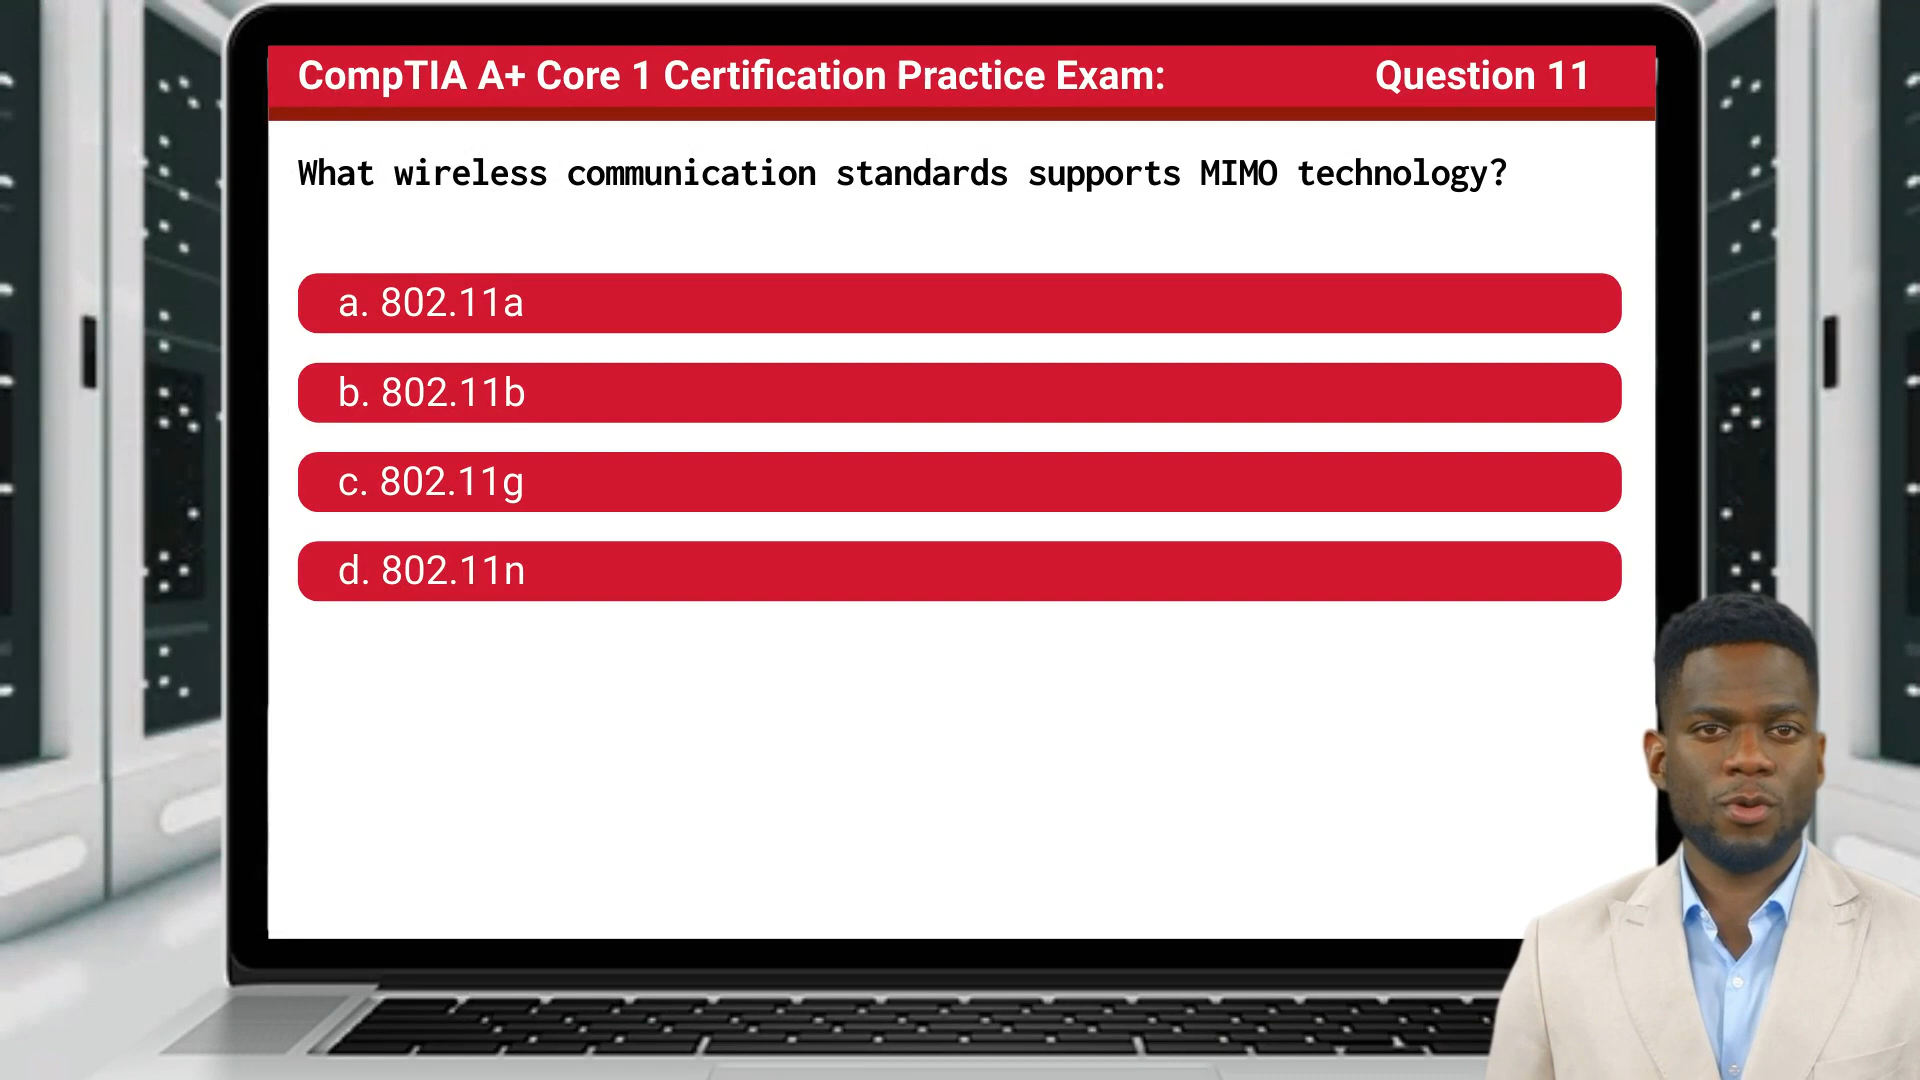 CompTIA A+ Core 1 Certification Practice Exam: Question 11
What wireless communication standards supports MIMO technology?
a. 802.11a
b. 802.11b
c. 802.11g
d. 802.11n